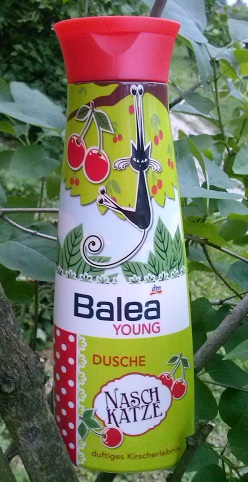 dm
Balea
YOUNG
DUSCHE
NASCH
KATZE
duftiges Kirscherlebnis